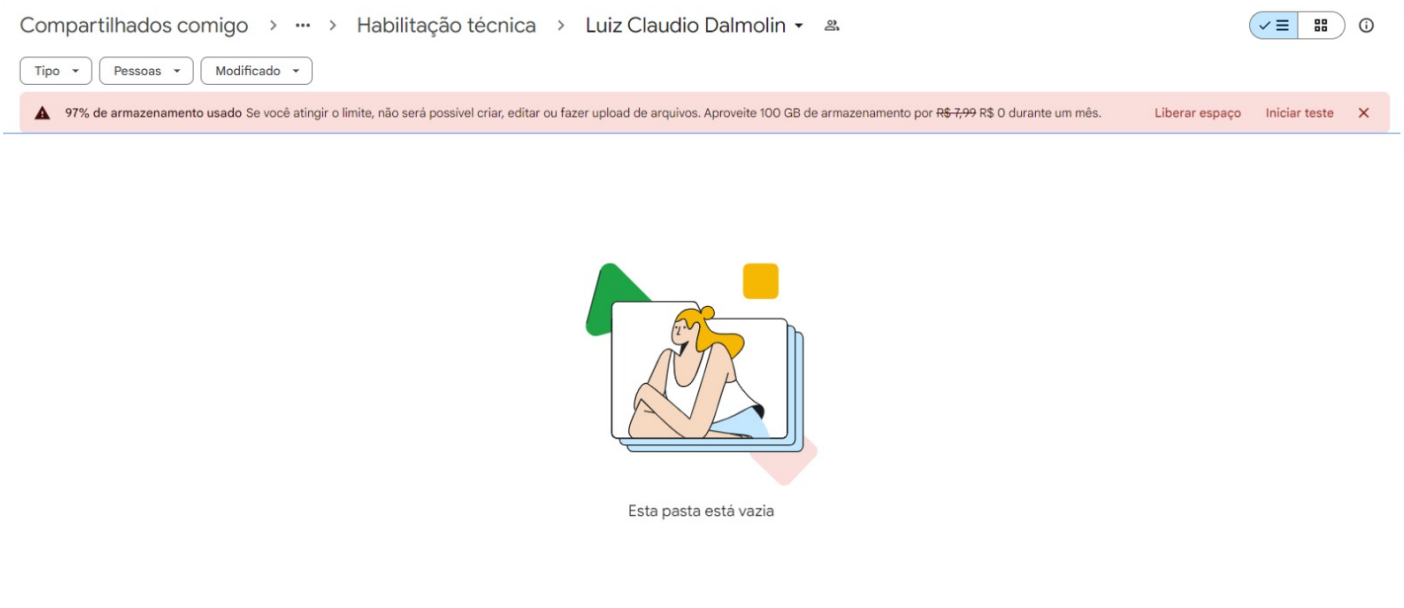 Compartilhados comigo > ... > Habilitação técnica > Luiz Claudio Dalmolin
Tipo Pessoas Modificado
97% de armazenamento usado Se você atingir o limite, não será possível criar, editar ou fazer upload de arquivos. Aproveite 100 GB de armazenamento por R$ 7,99 R$ 0 durante um mês. Liberar espaço Iniciar teste
Esta pasta está vazia